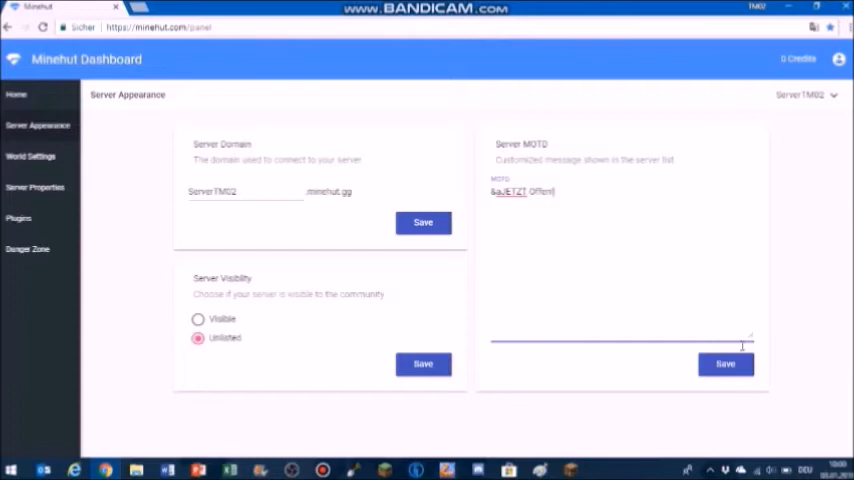 Minehut
www.BANDICAM.com
TM02
Sicher
https://minehut.com/panel
Minehut Dashboard
0 Credits
Home
Server Appearance
World Settings
Server Properties
Plugins
Danger Zone
Server Appearance
ServerTM02
Server Domain
The domain used to connect to your server
ServerTM02 .minehut.gg
Save
Server Visibility
Choose if your server is visible to the community
Visible
Unlisted
Save
Server MOTD
Customized message shown in the server list
MOTD
&aJETZT Offen!
Save
DEU